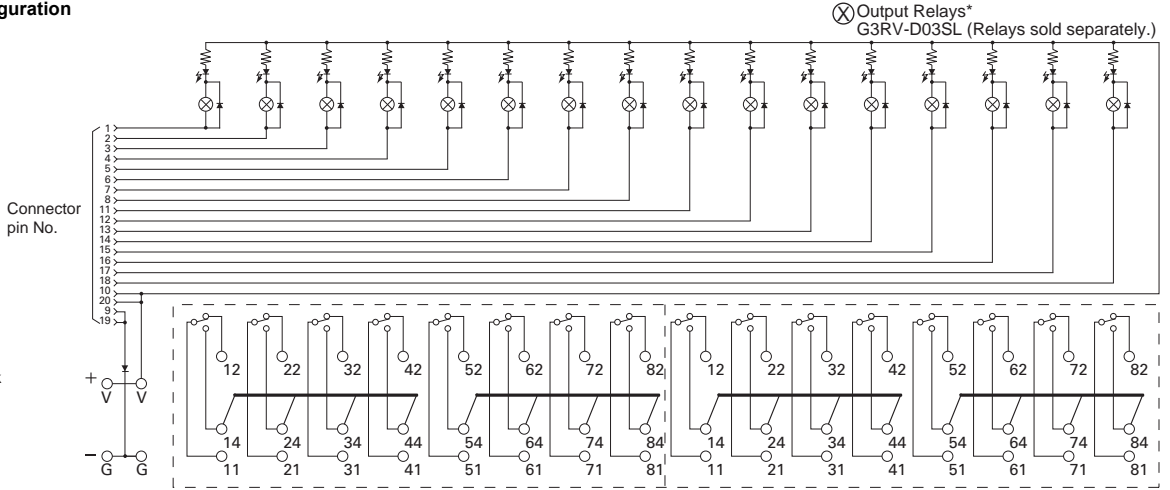 guration
Output Relays*
G3RV-D03SL (Relays sold separately.)
1
2
3
4
5
6
7
8
11
12
13
14
15
16
17
18
10
20
9
19
Connector
pin No.
12 22 32 42 52 62 72 82 12 22 32 42 52 62 72 82
+
V V
14 24 34 44 54 64 74 84 14 24 34 44 54 64 74 84
−
G G
11 21 31 41 51 61 71 81 11 21 31 41 51 61 71 81